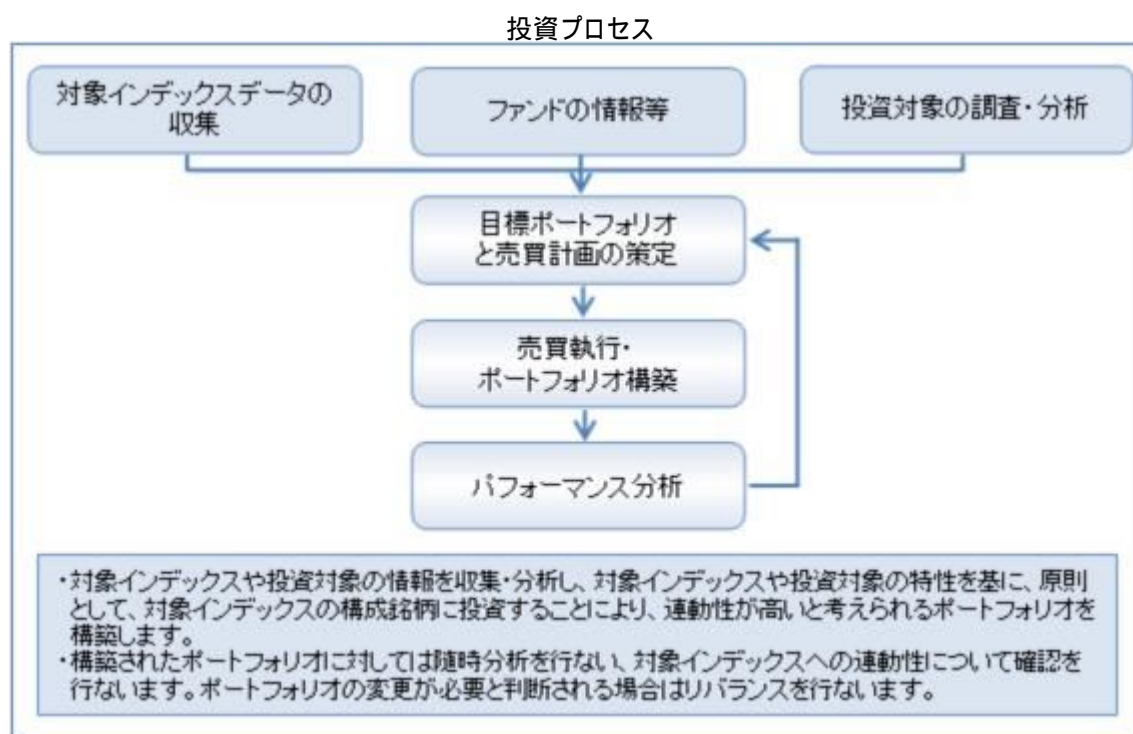 投資プロセス
対象インデックスデータの
収集
ファンドの情報等
投資対象の調査・分析
目標ポートフォリオ
と売買計画の策定
売買執行・
ポートフォリオ構築
パフォーマンス分析
・対象インデックスや投資対象の情報を収集・分析し、対象インデックスや投資対象の特性を基に、原則
として、対象インデックスの構成銘柄に投資することにより、連動性が高いと考えられるポートフォリオを
構築します。
・構築されたポートフォリオに対しては随時分析を行ない、対象インデックスへの連動性について確認を
行ないます。ポートフォリオの変更が必要と判断される場合はリバランスを行ないます。